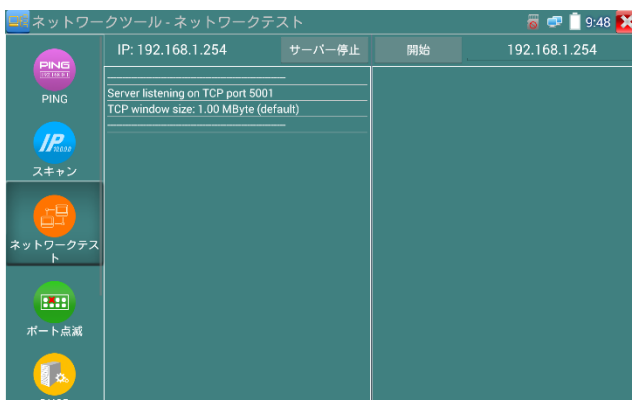 ネットワークツール - ネットワークテスト
9:48
IP: 192.168.1.254
サーバー停止
開始
192.168.1.254
PING
PING
Server listening on TCP port 5001
TCP window size: 1.00 MByte (default)
IP
スキャン
ネットワークテス
ト
ポート点滅